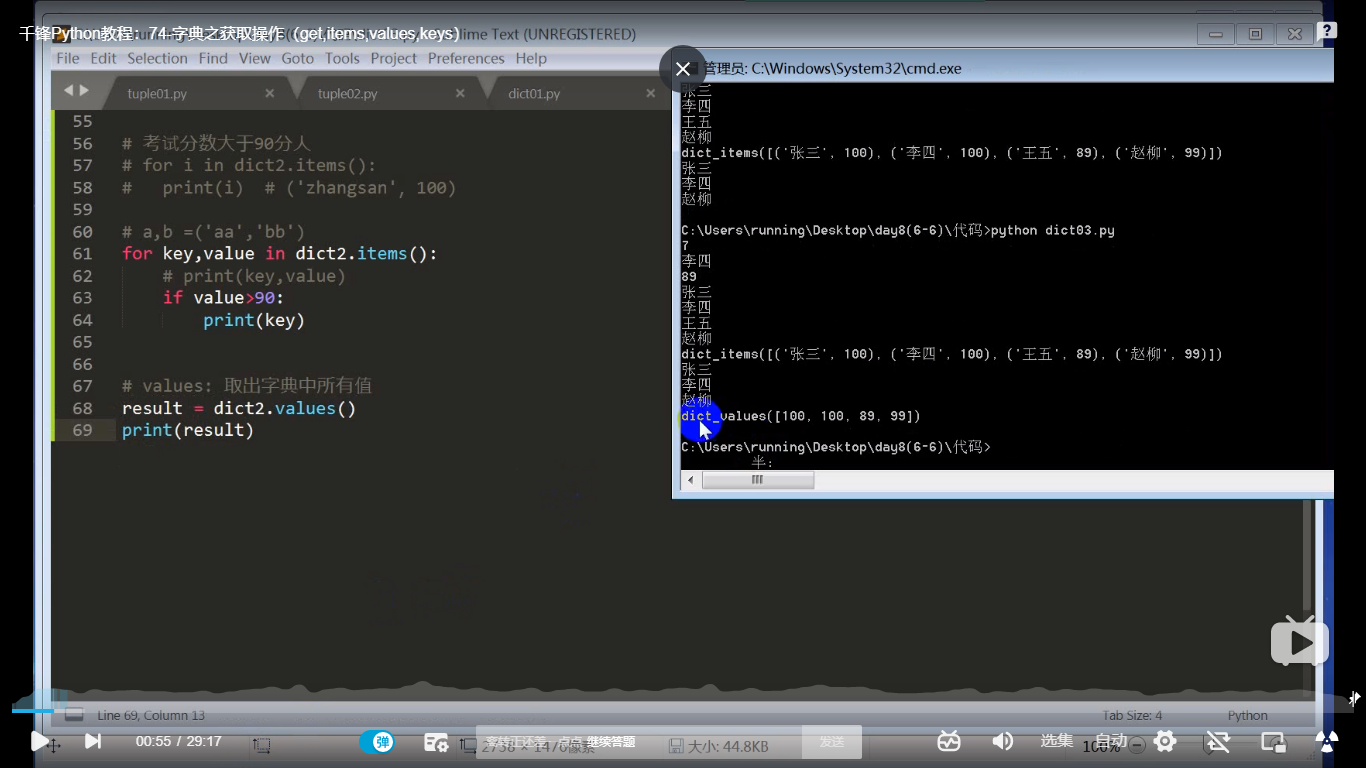 千锋Python教程：74-字典之获取操作（get,items,values,keys）
ime Text (UNREGISTERED)
File Edit Selection Find View Goto Tools Project Preferences Help
tuple01.py × tuple02.py × dict01.py ×
55
56 # 考试分数大于90分人
57 # for i in dict2.items():
58 #   print(i)  # ('zhangsan', 100)
59
60 # a,b =('aa','bb')
61 for key,value in dict2.items():
62     # print(key,value)
63     if value>90:
64         print(key)
65
66
67 # values: 取出字典中所有值
68 result = dict2.values()
69 print(result)
管理员: C:\Windows\System32\cmd.exe
张三
李四
王五
赵柳
dict_items([('张三', 100), ('李四', 100), ('王五', 89), ('赵柳', 99)])
张三
李四
赵柳
C:\Users\running\Desktop\day8(6-6)\代码>python dict03.py
7
李四
89
张三
李四
王五
赵柳
dict_items([('张三', 100), ('李四', 100), ('王五', 89), ('赵柳', 99)])
张三
李四
赵柳
dict_values([100, 100, 89, 99])
C:\Users\running\Desktop\day8(6-6)\代码>
半:
Line 69, Column 13
Tab Size: 4
Python
00:55 / 29:17
弹
继续答题
发送
大小: 44.8KB
选集
自动
100%